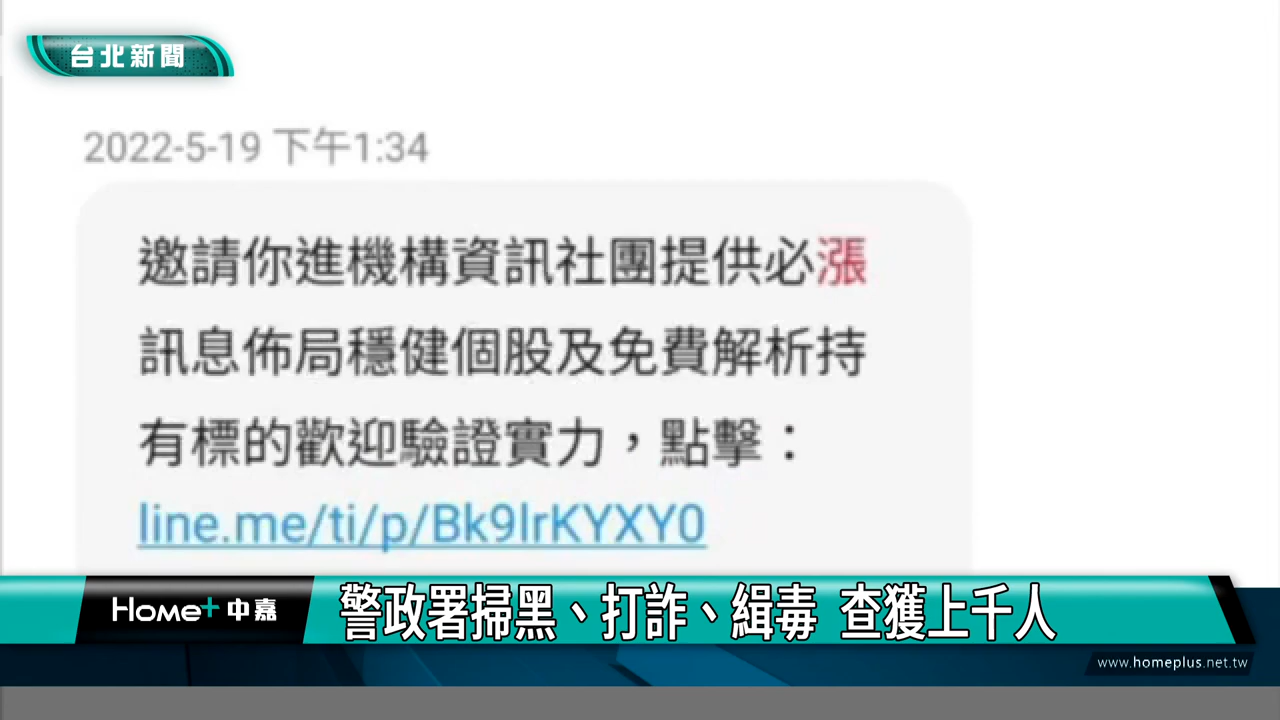 台北新聞
2022-5-19 下午1:34
邀請你進機構資訊社團提供必漲
訊息佈局穩健個股及免費解析持
有標的歡迎驗證實力，點擊：
line.me/ti/p/Bk9lrKYXY0
Home+ 中嘉
警政署掃黑、打詐、緝毒 查獲上千人
www.homeplus.net.tw